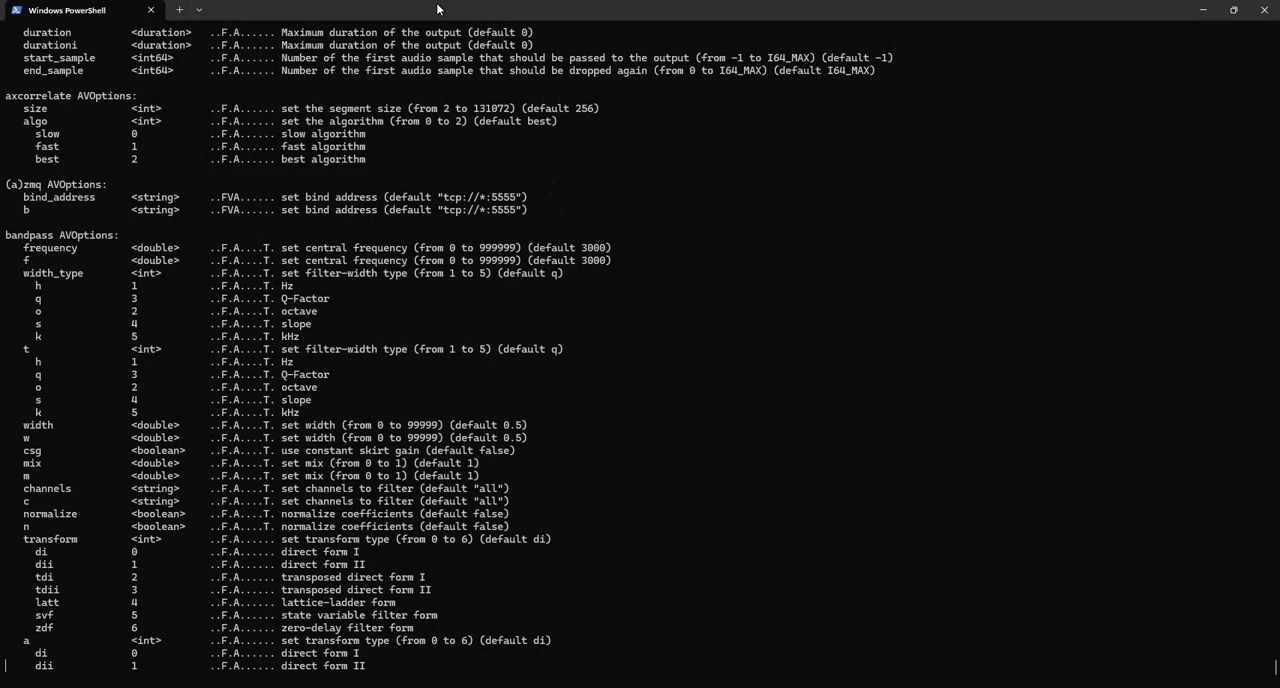 Windows PowerShell
duration <duration> ..F.A...... Maximum duration of the output (default 0)
durationi <duration> ..F.A...... Maximum duration of the output (default 0)
start_sample <int64> ..F.A...... Number of the first audio sample that should be passed to the output (from -1 to I64_MAX) (default -1)
end_sample <int64> ..F.A...... Number of the first audio sample that should be dropped again (from 0 to I64_MAX) (default I64_MAX)
axcorrelate AVOptions:
size <int> ..F.A...... set the segment size (from 2 to 131072) (default 256)
algo <int> ..F.A...... set the algorithm (from 0 to 2) (default best)
slow 0 ..F.A...... slow algorithm
fast 1 ..F.A...... fast algorithm
best 2 ..F.A...... best algorithm
(a)zmq AVOptions:
bind_address <string> ..FVA...... set bind address (default "tcp://*:5555")
b <string> ..FVA...... set bind address (default "tcp://*:5555")
bandpass AVOptions:
frequency <double> ..F.A....T. set central frequency (from 0 to 999999) (default 3000)
f <double> ..F.A....T. set central frequency (from 0 to 999999) (default 3000)
width_type <int> ..F.A....T. set filter-width type (from 1 to 5) (default q)
h 1 ..F.A....T. Hz
q 3 ..F.A....T. Q-Factor
o 2 ..F.A....T. octave
s 4 ..F.A....T. slope
k 5 ..F.A....T. kHz
t <int> ..F.A....T. set filter-width type (from 1 to 5) (default q)
h 1 ..F.A....T. Hz
q 3 ..F.A....T. Q-Factor
o 2 ..F.A....T. octave
s 4 ..F.A....T. slope
k 5 ..F.A....T. kHz
width <double> ..F.A....T. set width (from 0 to 99999) (default 0.5)
w <double> ..F.A....T. set width (from 0 to 99999) (default 0.5)
csg <boolean> ..F.A....T. use constant skirt gain (default false)
mix <double> ..F.A....T. set mix (from 0 to 1) (default 1)
m <double> ..F.A....T. set mix (from 0 to 1) (default 1)
channels <string> ..F.A....T. set channels to filter (default "all")
c <string> ..F.A....T. set channels to filter (default "all")
normalize <boolean> ..F.A....T. normalize coefficients (default false)
n <boolean> ..F.A....T. normalize coefficients (default false)
transform <int> ..F.A...... set transform type (from 0 to 6) (default di)
di 0 ..F.A...... direct form I
dii 1 ..F.A...... direct form II
tdi 2 ..F.A...... transposed direct form I
tdii 3 ..F.A...... transposed direct form II
latt 4 ..F.A...... lattice-ladder form
svf 5 ..F.A...... state variable filter form
zdf 6 ..F.A...... zero-delay filter form
a <int> ..F.A...... set transform type (from 0 to 6) (default di)
di 0 ..F.A...... direct form I
dii 1 ..F.A...... direct form II